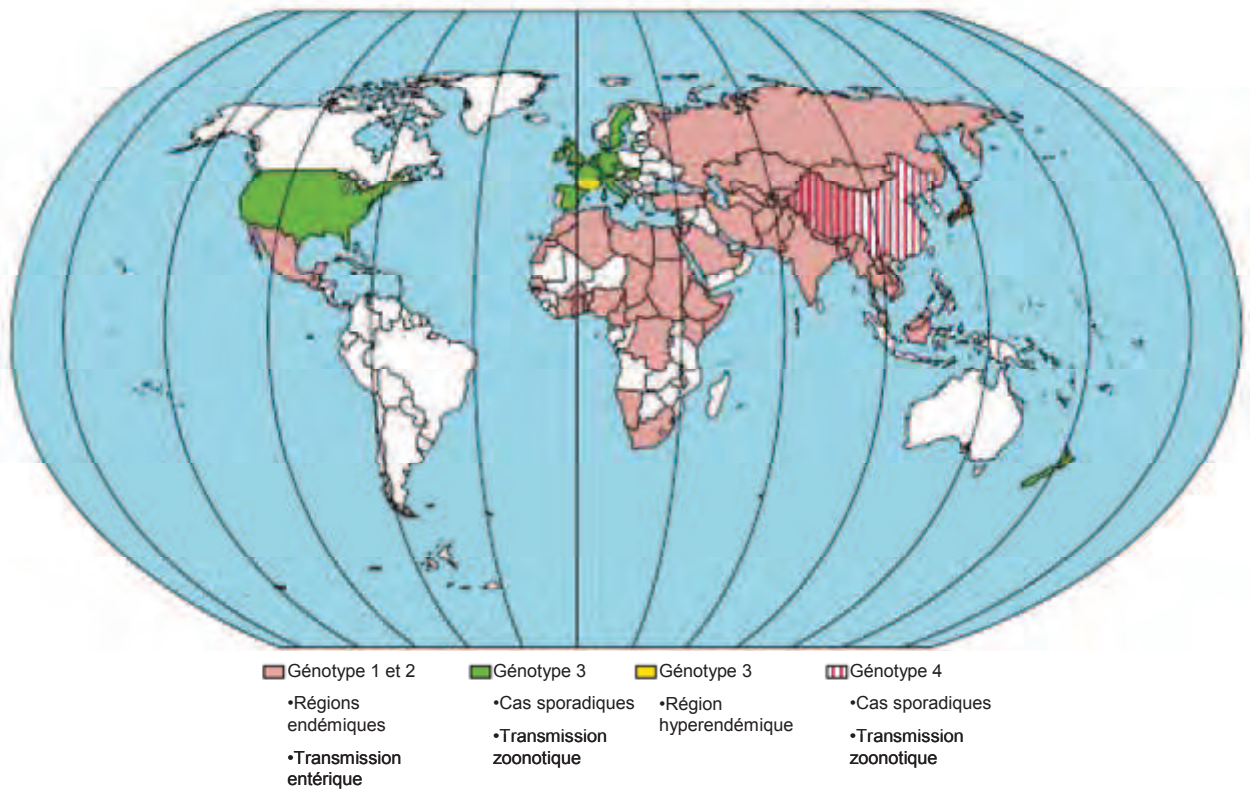 Génotype 1 et 2
•Régions
endémiques
•Transmission
entérique
Génotype 3
•Cas sporadiques
•Transmission
zoonotique
Génotype 3
•Région
hyperendémique
Génotype 4
•Cas sporadiques
•Transmission
zoonotique